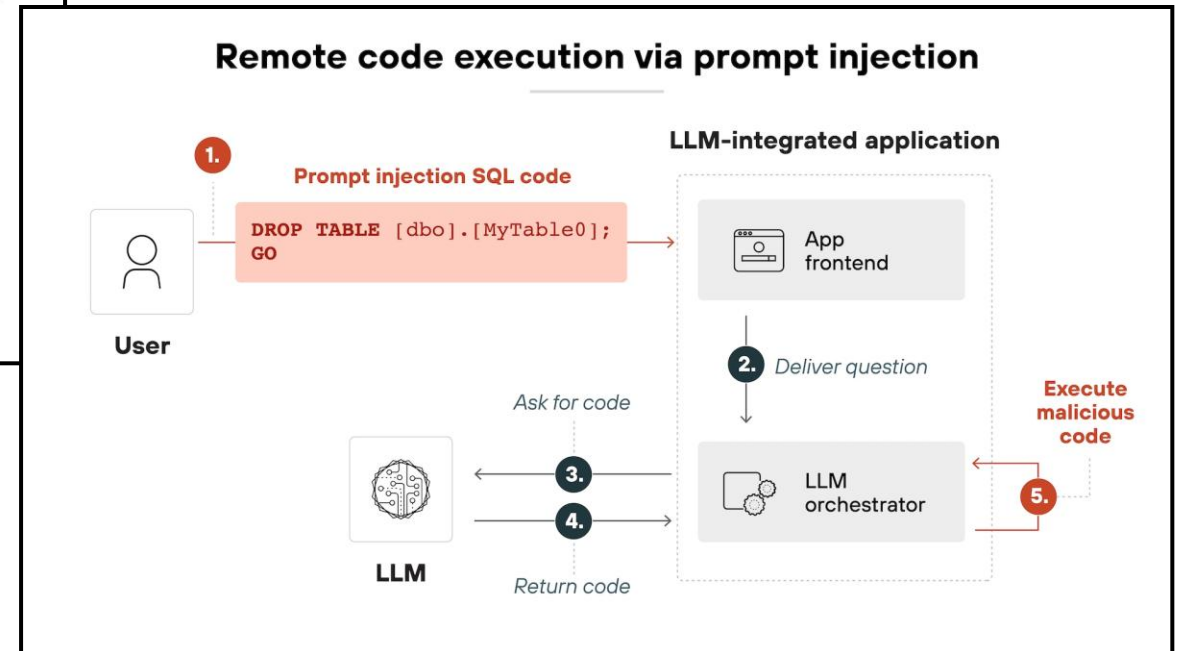 Remote code execution via prompt injection
LLM-integrated application
1.
Prompt injection SQL code
DROP TABLE [dbo].[MyTable0];
GO
User
App
frontend
2.
Deliver question
Ask for code
Execute
malicious
code
3.
LLM
orchestrator
5.
4.
LLM
Return code